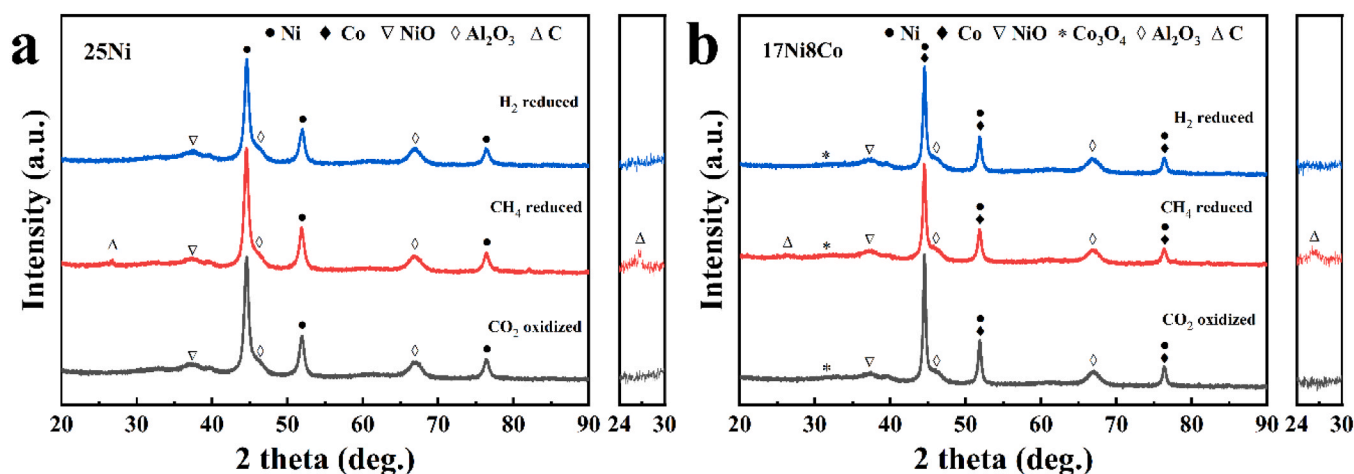 a
25Ni
● Ni ◆ Co ▽ NiO ◊ Al₂O₃ Δ C
H₂ reduced
CH₄ reduced
CO₂ oxidized
Intensity (a.u.)
20 30 40 50 60 70 80 90
24 30
2 theta (deg.)
b
17Ni8Co
● Ni ◆ Co ▽ NiO * Co₃O₄ ◊ Al₂O₃ Δ C
H₂ reduced
CH₄ reduced
CO₂ oxidized
Intensity (a.u.)
20 30 40 50 60 70 80 90
24 30
2 theta (deg.)